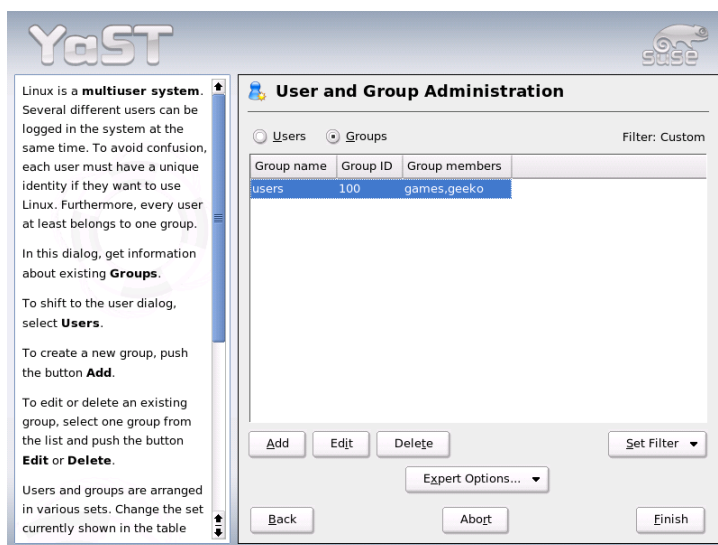 YaST
SUSE
Linux is a multiuser system.
Several different users can be
logged in the system at the
same time. To avoid confusion,
each user must have a unique
identity if they want to use
Linux. Furthermore, every user
at least belongs to one group.
In this dialog, get information
about existing Groups.
To shift to the user dialog,
select Users.
To create a new group, push
the button Add.
To edit or delete an existing
group, select one group from
the list and push the button
Edit or Delete.
Users and groups are arranged
in various sets. Change the set
currently shown in the table
User and Group Administration
Users Groups Filter: Custom
Group name Group ID Group members
users 100 games,geeko
Add Edit Delete Set Filter
Expert Options...
Back Abort Finish